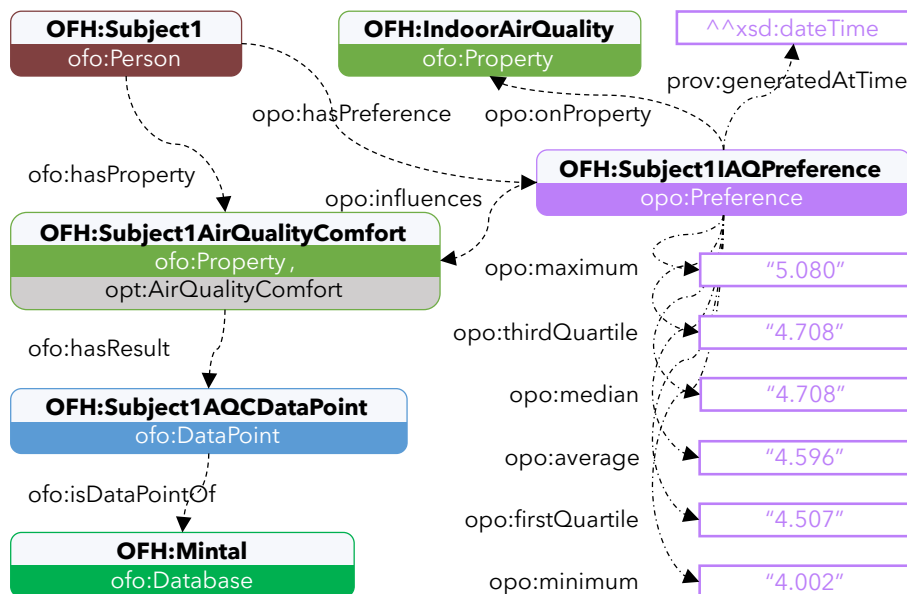 OFH:Subject1
ofo:Person
OFH:IndoorAirQuality
ofo:Property
^^xsd:dateTime
prov:generatedAtTime
opo:hasPreference
opo:onProperty
ofo:hasProperty
OFH:Subject1IAQPreference
opo:Preference
opo:influences
OFH:Subject1AirQualityComfort
ofo:Property,
opt:AirQualityComfort
opo:maximum
“5.080”
opo:thirdQuartile
“4.708”
ofo:hasResult
opo:median
“4.708”
OFH:Subject1AQCDataPoint
ofo:DataPoint
opo:average
“4.596”
ofo:isDataPointOf
opo:firstQuartile
“4.507”
OFH:Mintal
ofo:Database
opo:minimum
“4.002”